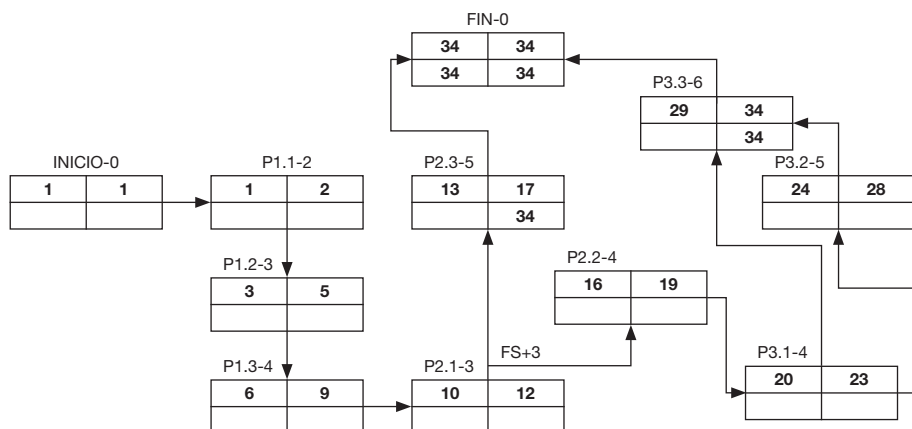 FIN-0
34 34
34 34
P3.3-6
29 34
34
INICIO-0
1 1
P1.1-2
1 2
P2.3-5
13 17
34
P3.2-5
24 28
P1.2-3
3 5
P2.2-4
16 19
FS+3
P1.3-4
6 9
P2.1-3
10 12
P3.1-4
20 23